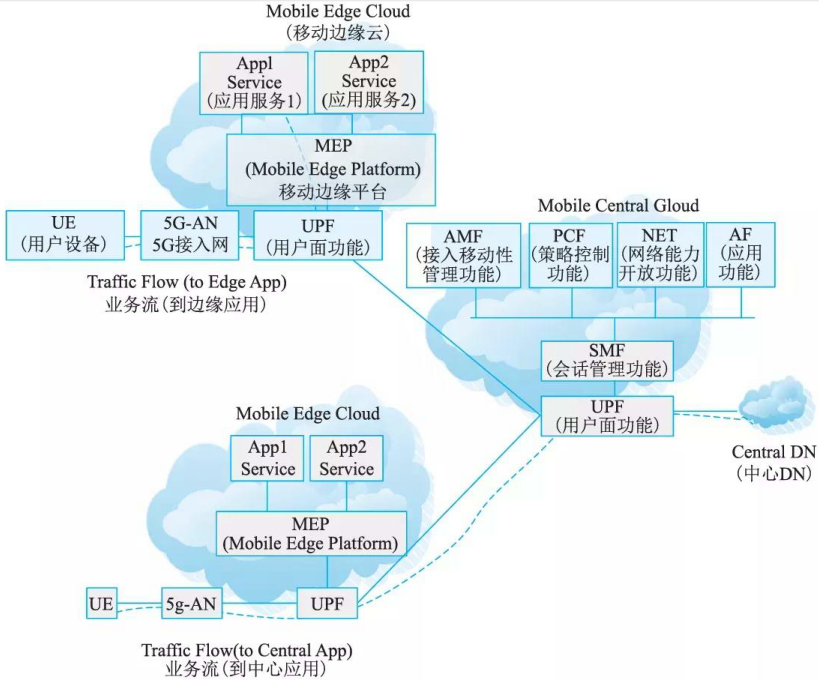 Mobile Edge Cloud
(移动边缘云)
App1
Service
(应用服务1)
App2
Service
(应用服务2)
MEP
(Mobile Edge Platform)
移动边缘平台
UE
(用户设备)
5G-AN
5G接入网
UPF
(用户面功能)
Traffic Flow (to Edge App)
业务流(到边缘应用)
Mobile Central Gloud
AMF
(接入移动性
管理功能)
PCF
(策略控制
功能)
NET
(网络能力
开放功能)
AF
(应用
功能)
SMF
(会话管理功能)
UPF
(用户面功能)
Central DN
(中心DN)
Mobile Edge Cloud
App1
Service
App2
Service
MEP
(Mobile Edge Platform)
UE
5g-AN
UPF
Traffic Flow(to Central App)
业务流(到中心应用)